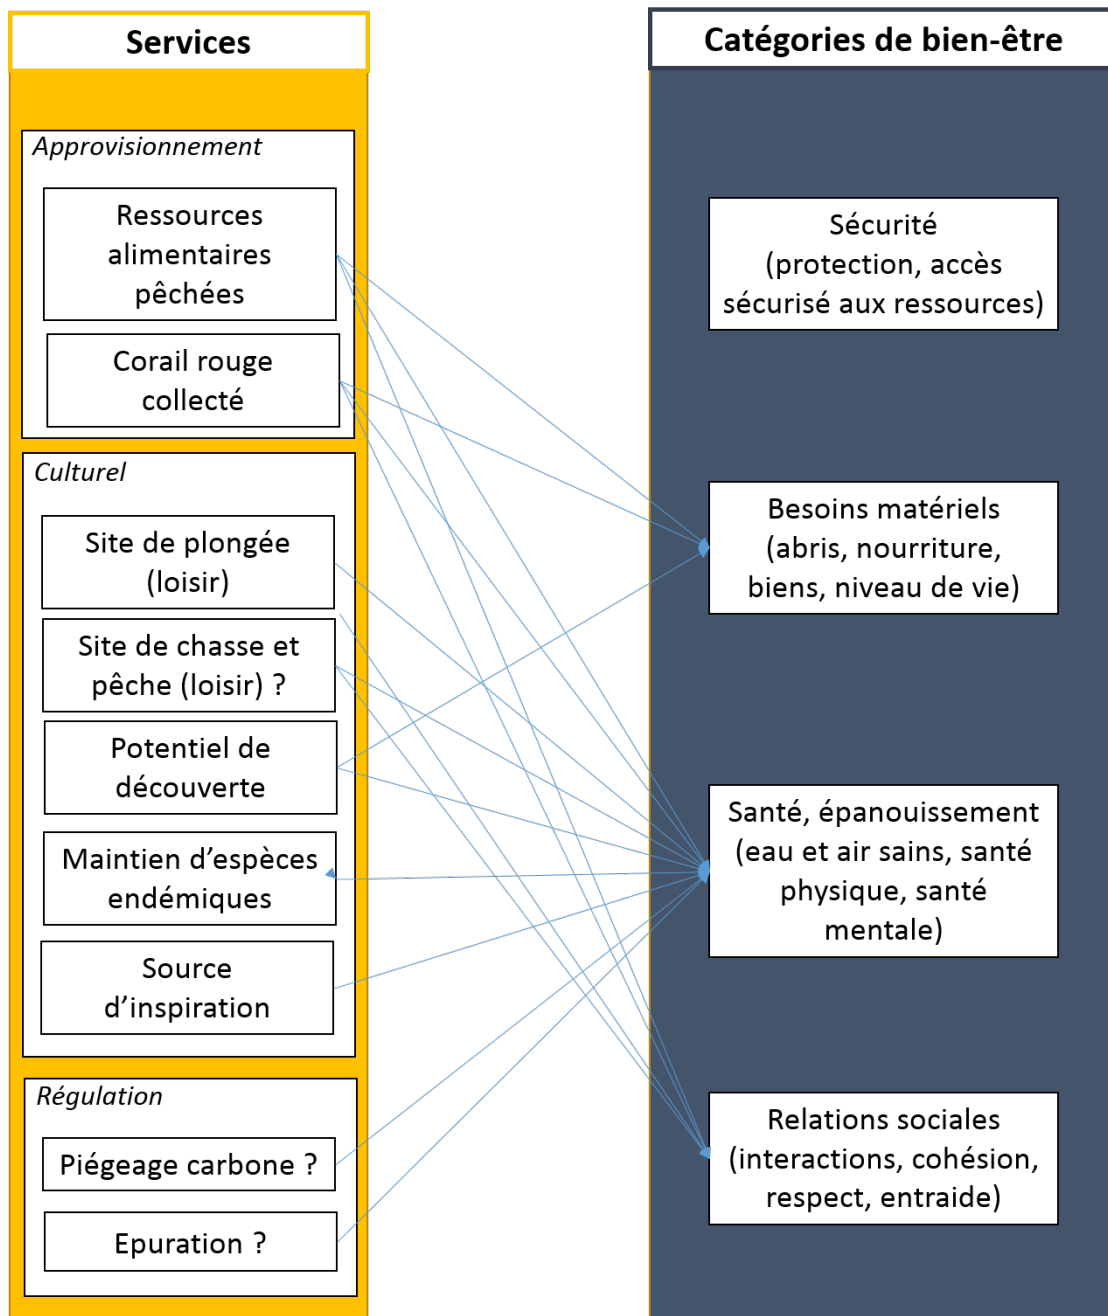 Services
Approvisionnement
Ressources
alimentaires
pêchées
Corail rouge
collecté
Culturel
Site de plongée
(loisir)
Site de chasse et
pêche (loisir) ?
Potentiel de
découverte
Maintien d’espèces
endémiques
Source
d’inspiration
Régulation
Piégeage carbone ?
Epuration ?
Catégories de bien-être
Sécurité
(protection, accès
sécurisé aux ressources)
Besoins matériels
(abris, nourriture,
biens, niveau de vie)
Santé, épanouissement
(eau et air sains, santé
physique, santé
mentale)
Relations sociales
(interactions, cohésion,
respect, entraide)